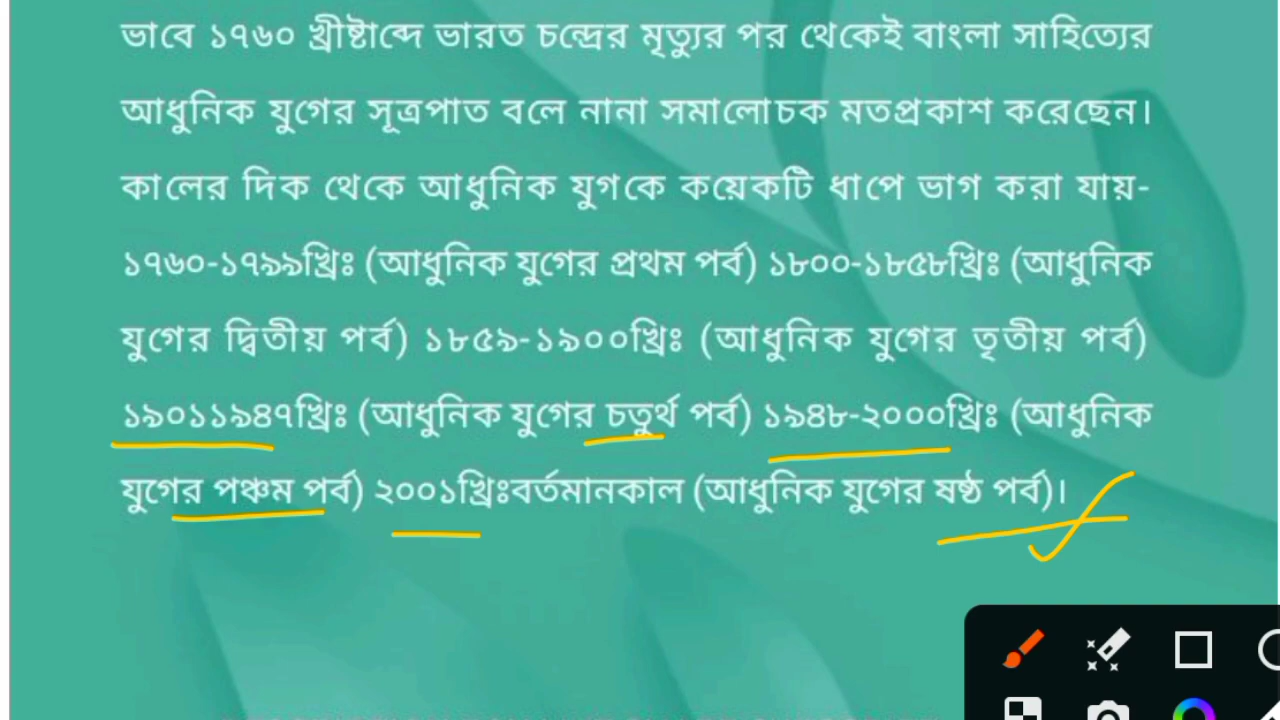 ভাবে ১৭৬০ খ্রীষ্টাব্দে ভারত চন্দ্রের মৃত্যুর পর থেকেই বাংলা সাহিত্যের
আধুনিক যুগের সূত্রপাত বলে নানা সমালোচক মতপ্রকাশ করেছেন।
কালের দিক থেকে আধুনিক যুগকে কয়েকটি ধাপে ভাগ করা যায়-
১৭৬০-১৭৯৯খ্রিঃ (আধুনিক যুগের প্রথম পর্ব) ১৮০০-১৮৫৮খ্রিঃ (আধুনিক
যুগের দ্বিতীয় পর্ব) ১৮৫৯-১৯০০খ্রিঃ (আধুনিক যুগের তৃতীয় পর্ব)
১৯০১১৯৪৭খ্রিঃ (আধুনিক যুগের চতুর্থ পর্ব) ১৯৪৮-২০০০খ্রিঃ (আধুনিক
যুগের পঞ্চম পর্ব) ২০০১খ্রিঃবর্তমানকাল (আধুনিক যুগের ষষ্ঠ পর্ব)।